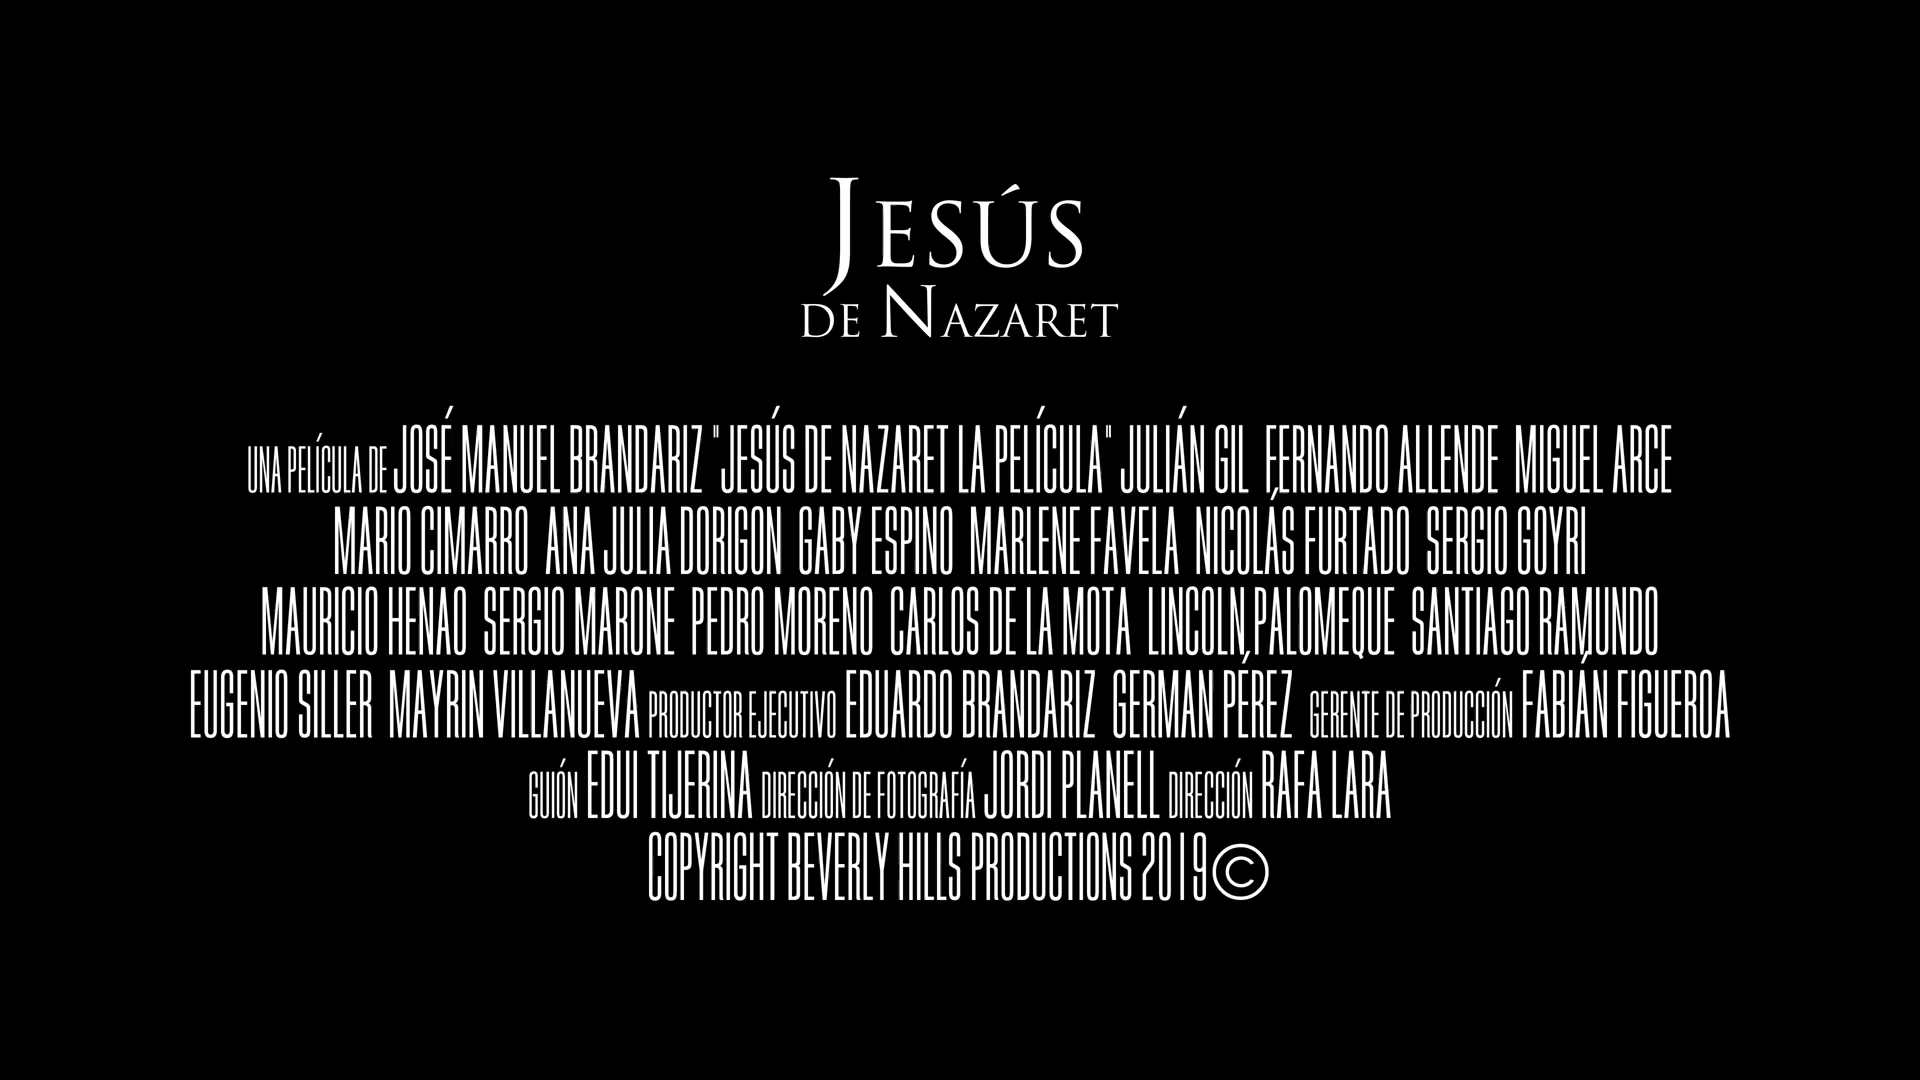 JESÚS
DE NAZARET
UNA PELÍCULA DE JOSÉ MANUEL BRANDARIZ "JESÚS DE NAZARET LA PELÍCULA" JULIÁN GIL FERNANDO ALLENDE MIGUEL ARCE
MARIO CIMARRO ANA JULIA DORIGON GABY ESPINO MARLENE FAVELA NICOLÁS FURTADO SERGIO GOYRI
MAURICIO HENAO SERGIO MARONE PEDRO MORENO CARLOS DE LA MOTA LINCOLN PALOMEQUE SANTIAGO RAMUNDO
EUGENIO SILLER MAYRIN VILLANUEVA PRODUCTOR EJECUTIVO EDUARDO BRANDARIZ GERMAN PÉREZ GERENTE DE PRODUCCIÓN FABIÁN FIGUEROA
GUIÓN EDUI TIJERINA DIRECCIÓN DE FOTOGRAFÍA JORDI PLANELL DIRECCIÓN RAFA LARA
COPYRIGHT BEVERLY HILLS PRODUCTIONS 2019©